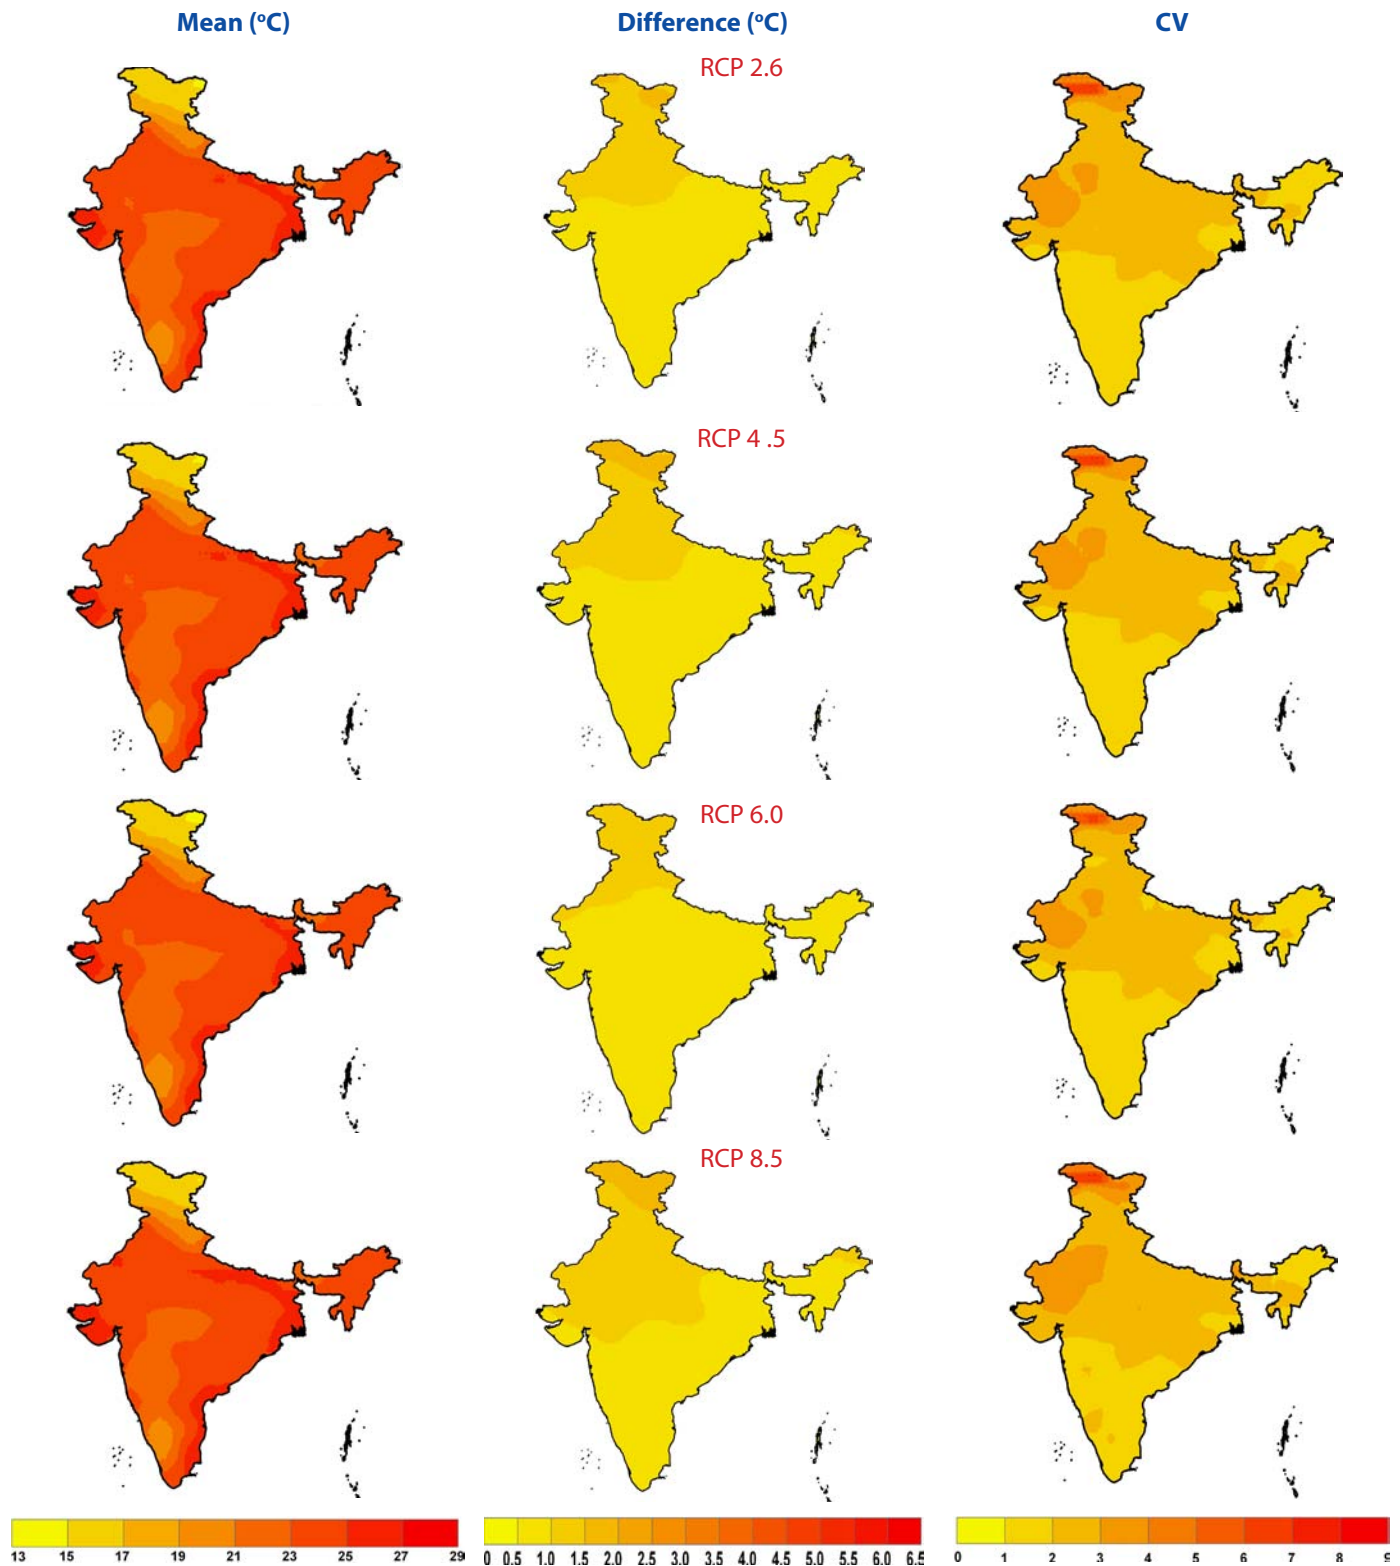 Mean (ºC) Difference (ºC) CV
RCP 2.6
RCP 4 .5
RCP 6.0
RCP 8.5
13 15 17 19 21 23 25 27 29 0 0.5 1.0 1.5 2.0 2.5 3.0 3.5 4.0 4.5 5.0 5.5 6.0 6.5 0 1 2 3 4 5 6 7 8